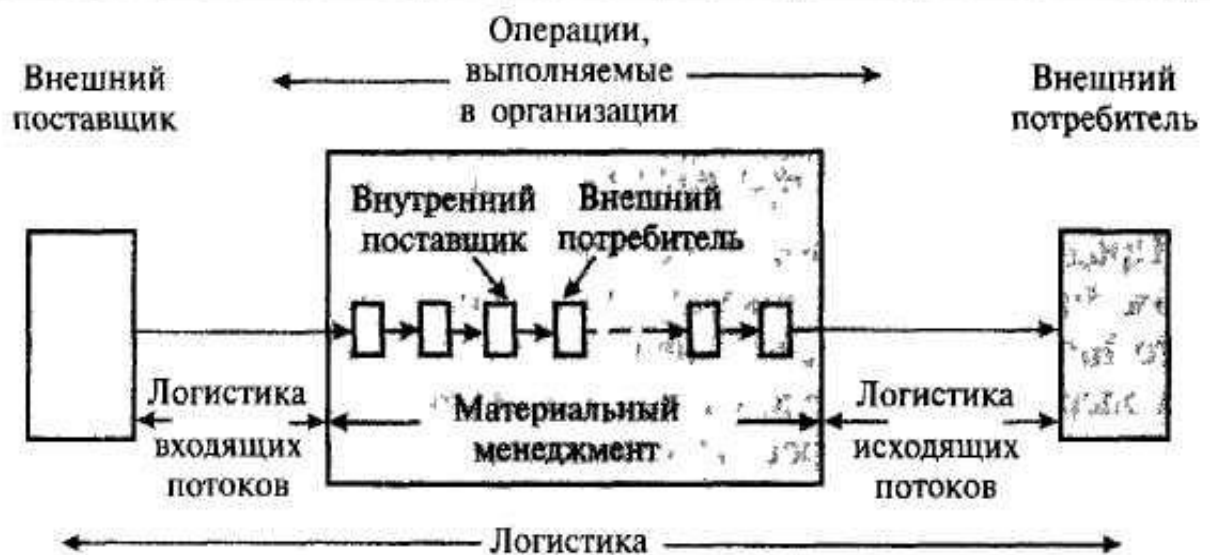 Операции,
выполняемые
в организации
Внешний
поставщик
Внешний
потребитель
Внутренний
поставщик
Внешний
потребитель
Логистика
входящих
потоков
Материальный
менеджмент
Логистика
исходящих
потоков
Логистика